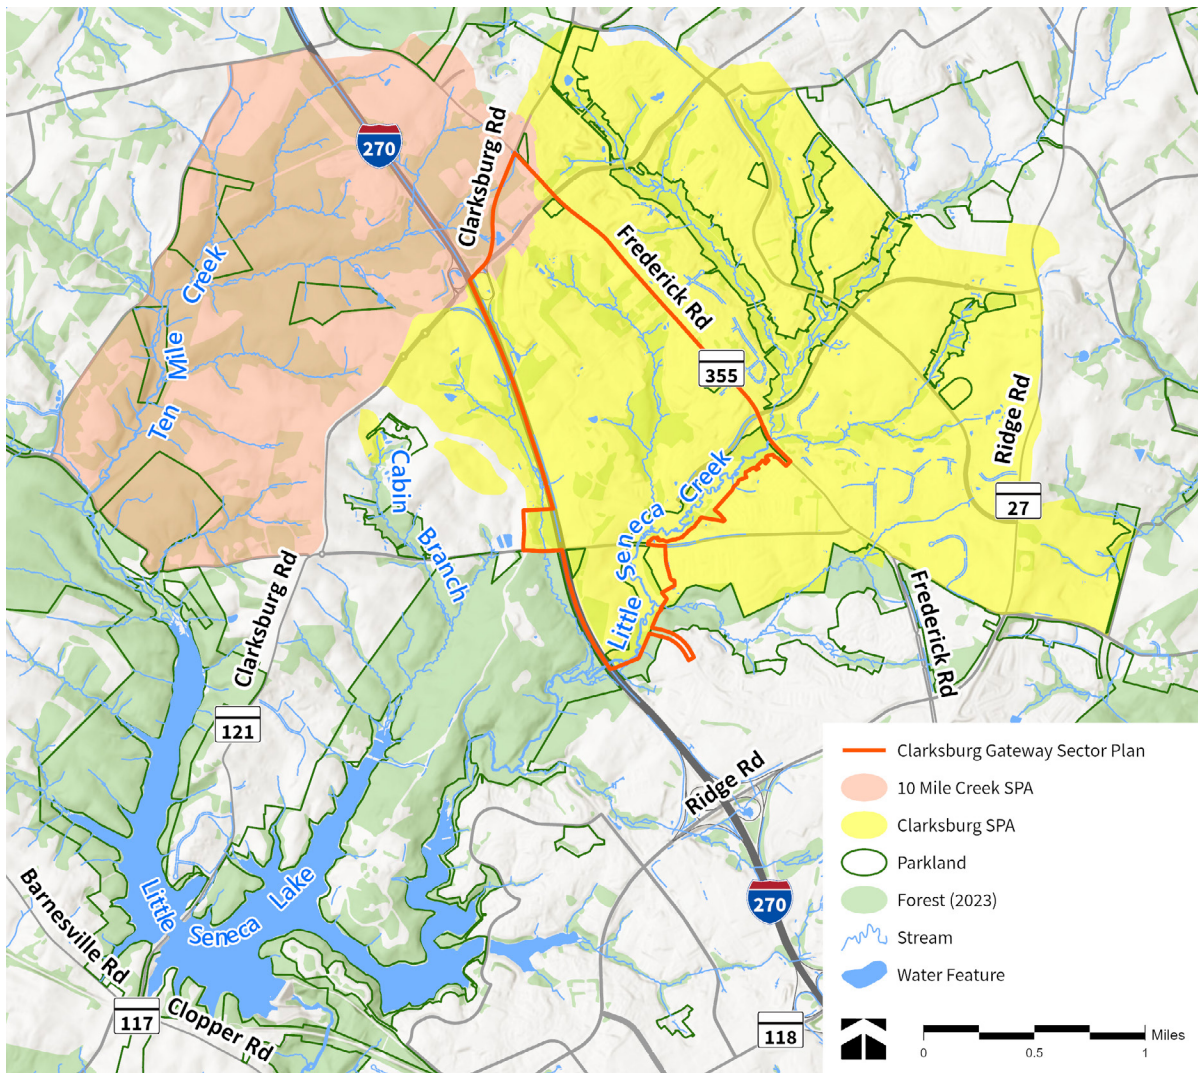 270
Clarksburg Rd
Frederick Rd
355
Ten Mile Creek
Cabin Branch
Little Seneca Creek
Ridge Rd
27
Clarksburg Rd
121
Frederick Rd
Ridge Rd
270
Little Seneca Lake
Barnesville Rd
117
Clopper Rd
118
Clarksburg Gateway Sector Plan
10 Mile Creek SPA
Clarksburg SPA
Parkland
Forest (2023)
Stream
Water Feature
Miles
0
0.5
1